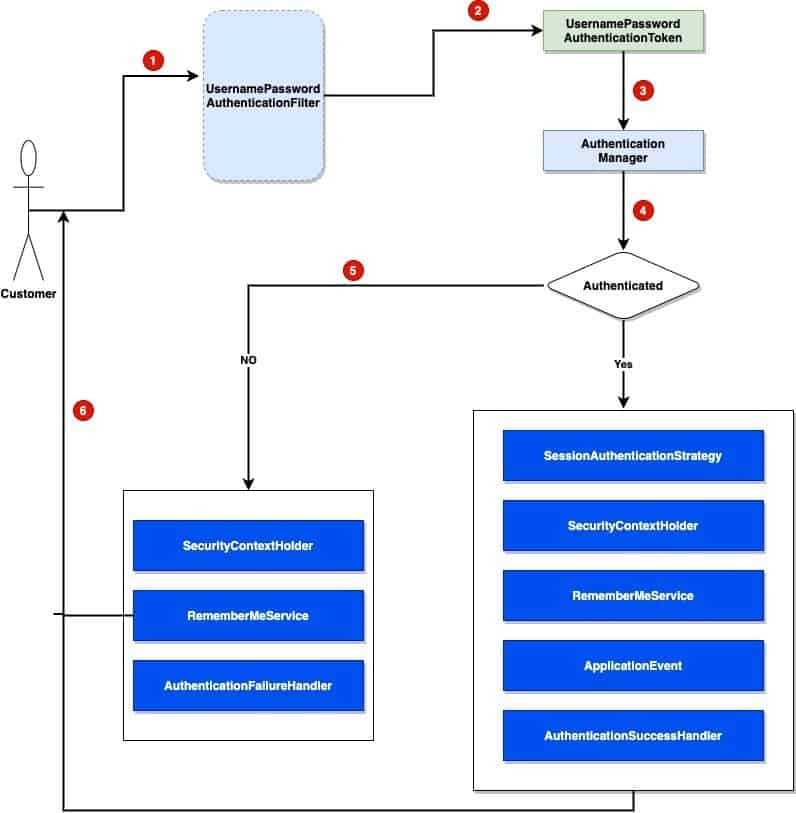 1
2
UsernamePassword
AuthenticationToken
UsernamePassword
AuthenticationFilter
3
Authentication
Manager
4
Customer
5
Authenticated
NO
Yes
6
SessionAuthenticationStrategy
SecurityContextHolder
RememberMeService
ApplicationEvent
AuthenticationSuccessHandler
SecurityContextHolder
RememberMeService
AuthenticationFailureHandler